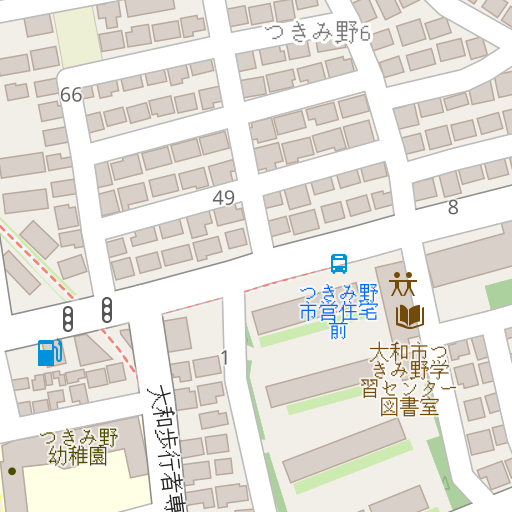 つきみ野6
66
49
8
つきみ野
市営住宅
前
大和市つ
きみ野学
習センター
図書室
1
大和歩行者専
つきみ野
幼稚園